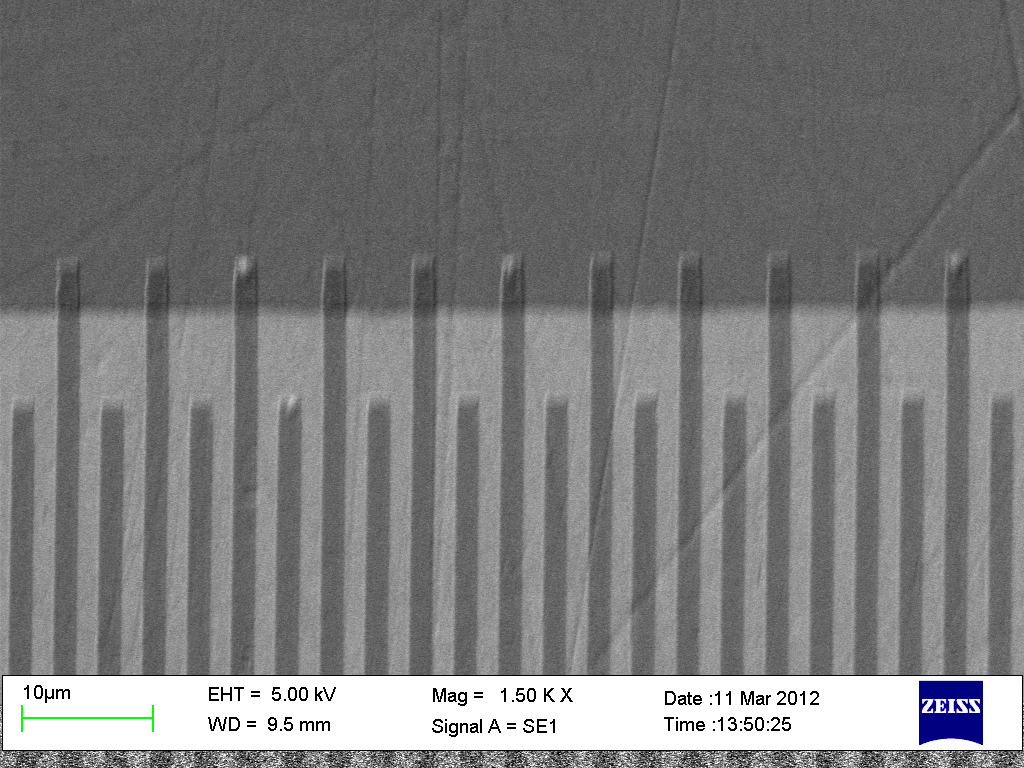 10µm
EHT = 5.00 kV
WD = 9.5 mm
Mag = 1.50 K X
Signal A = SE1
Date :11 Mar 2012
Time :13:50:25
ZEISS